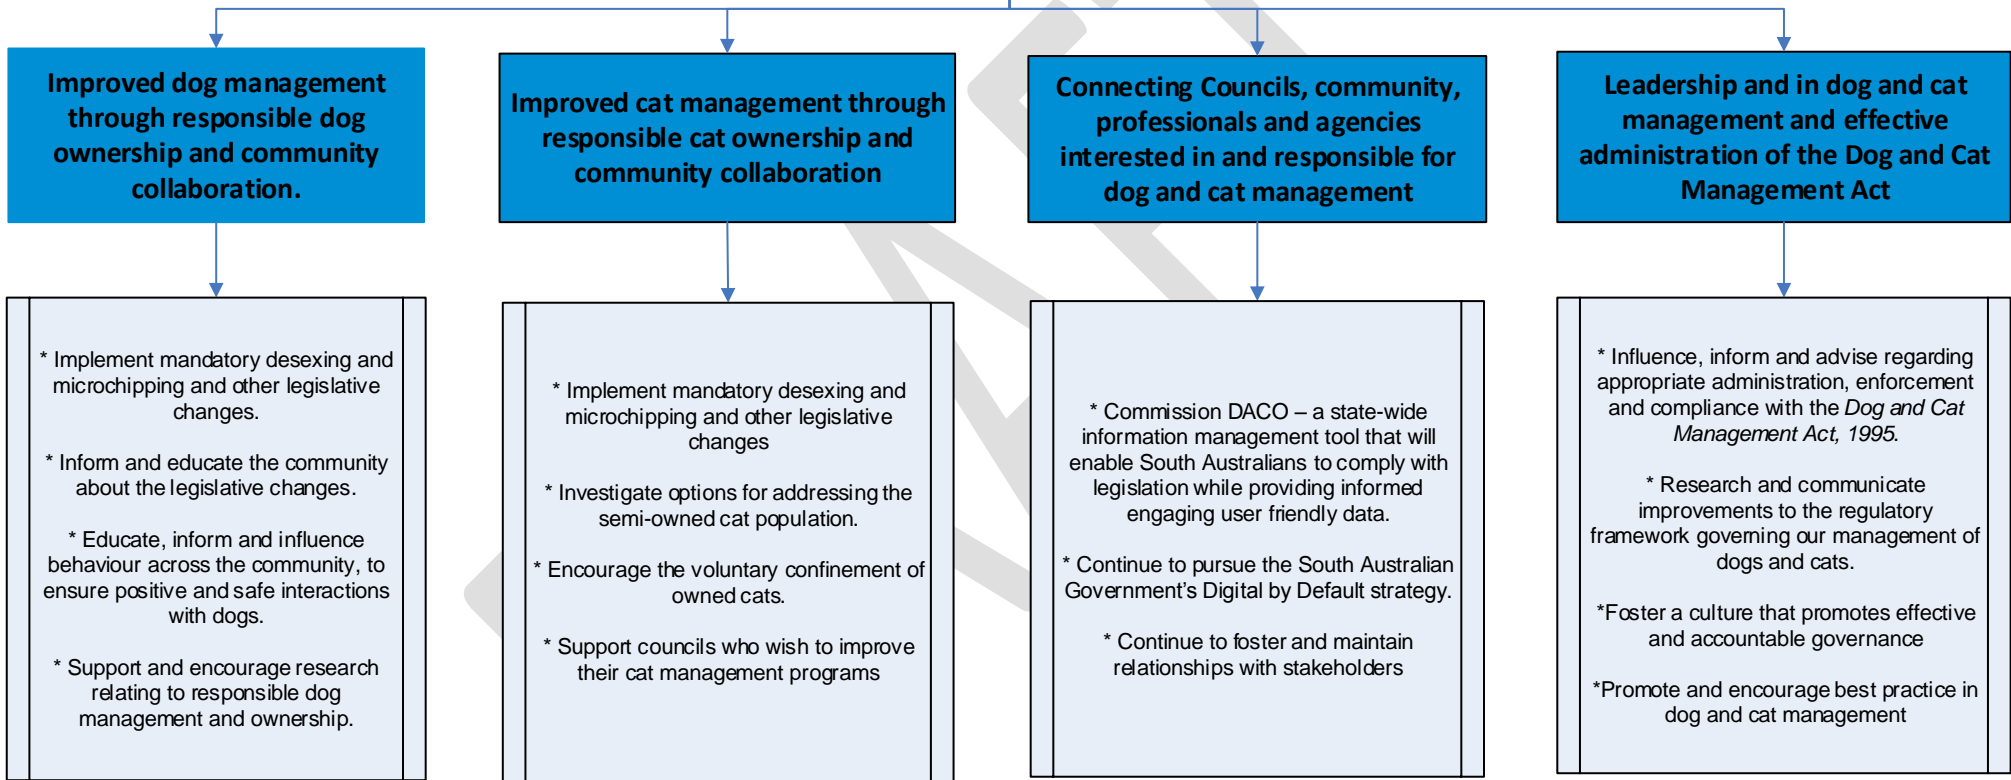 Improved dog management
through responsible dog
ownership and community
collaboration.
Improved cat management through
responsible cat ownership and
community collaboration
Connecting Councils, community,
professionals and agencies
interested in and responsible for
dog and cat management
Leadership and in dog and cat
management and effective
administration of the Dog and Cat
Management Act
* Implement mandatory desexing and
microchipping and other legislative
changes.
* Inform and educate the community
about the legislative changes.
* Educate, inform and influence
behaviour across the community, to
ensure positive and safe interactions
with dogs.
* Support and encourage research
relating to responsible dog
management and ownership.
* Implement mandatory desexing and
microchipping and other legislative
changes
* Investigate options for addressing the
semi-owned cat population.
* Encourage the voluntary confinement of
owned cats.
* Support councils who wish to improve
their cat management programs
* Commission DACO – a state-wide
information management tool that will
enable South Australians to comply with
legislation while providing informed
engaging user friendly data.
* Continue to pursue the South Australian
Government's Digital by Default strategy.
* Continue to foster and maintain
relationships with stakeholders
* Influence, inform and advise regarding
appropriate administration, enforcement
and compliance with the Dog and Cat
Management Act, 1995.
* Research and communicate
improvements to the regulatory
framework governing our management of
dogs and cats.
*Foster a culture that promotes effective
and accountable governance
*Promote and encourage best practice in
dog and cat management